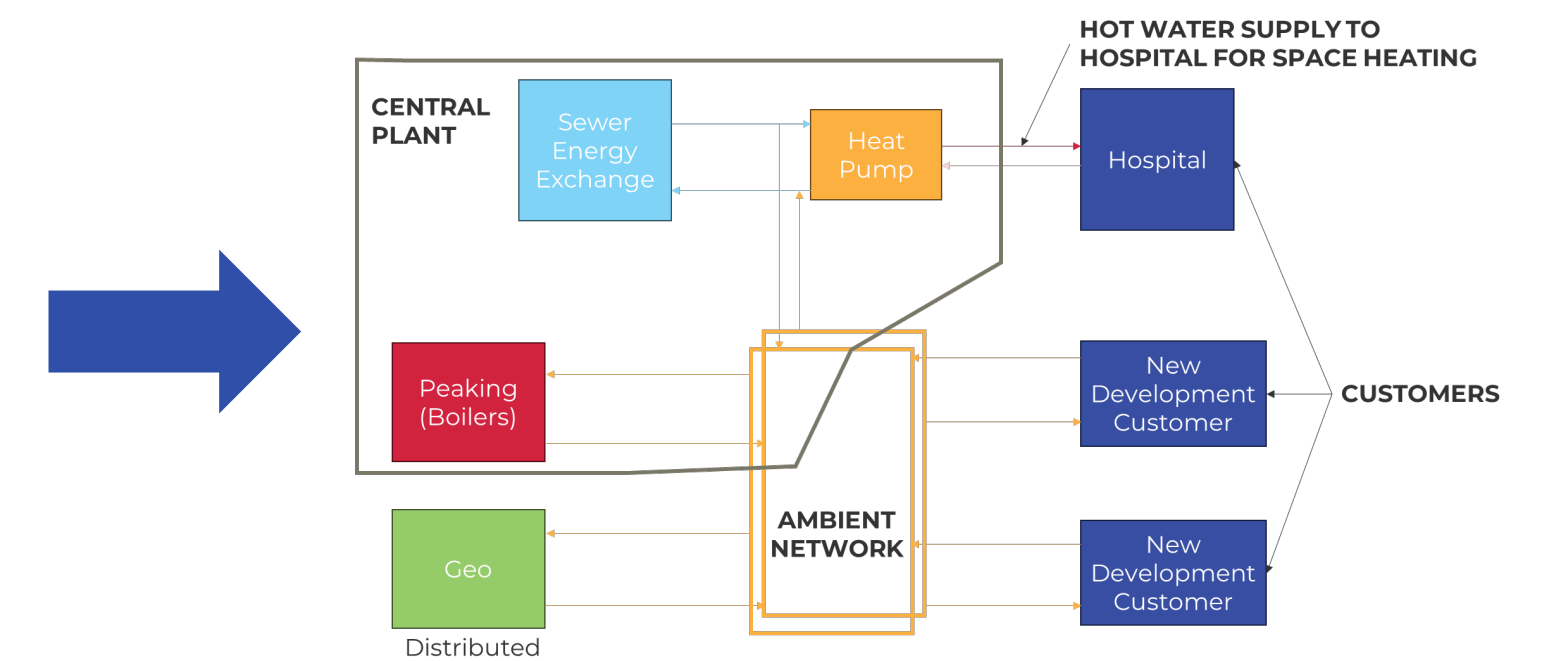 HOT WATER SUPPLY TO
HOSPITAL FOR SPACE HEATING
CENTRAL
PLANT
Sewer
Energy
Exchange
Heat
Pump
Hospital
Peaking
(Boilers)
New
Development
Customer
CUSTOMERS
AMBIENT
NETWORK
Geo
New
Development
Customer
Distributed